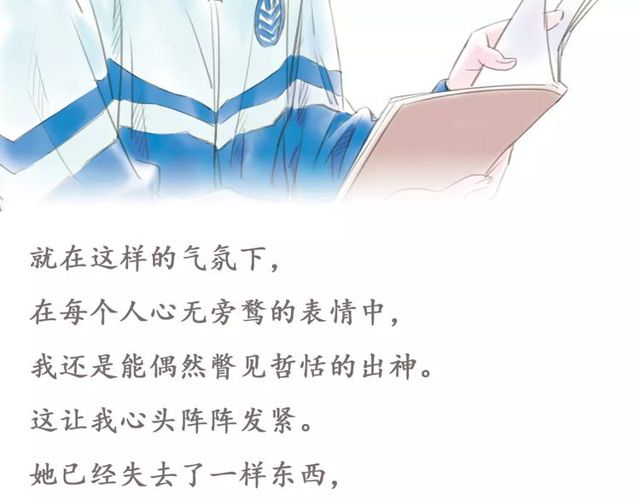 就在这样的气氛下，
在每个人心无旁鹜的表情中，
我还是能偶然瞥见哲恬的出神。
这让我心头阵阵发紧。
她已经失去了一样东西，